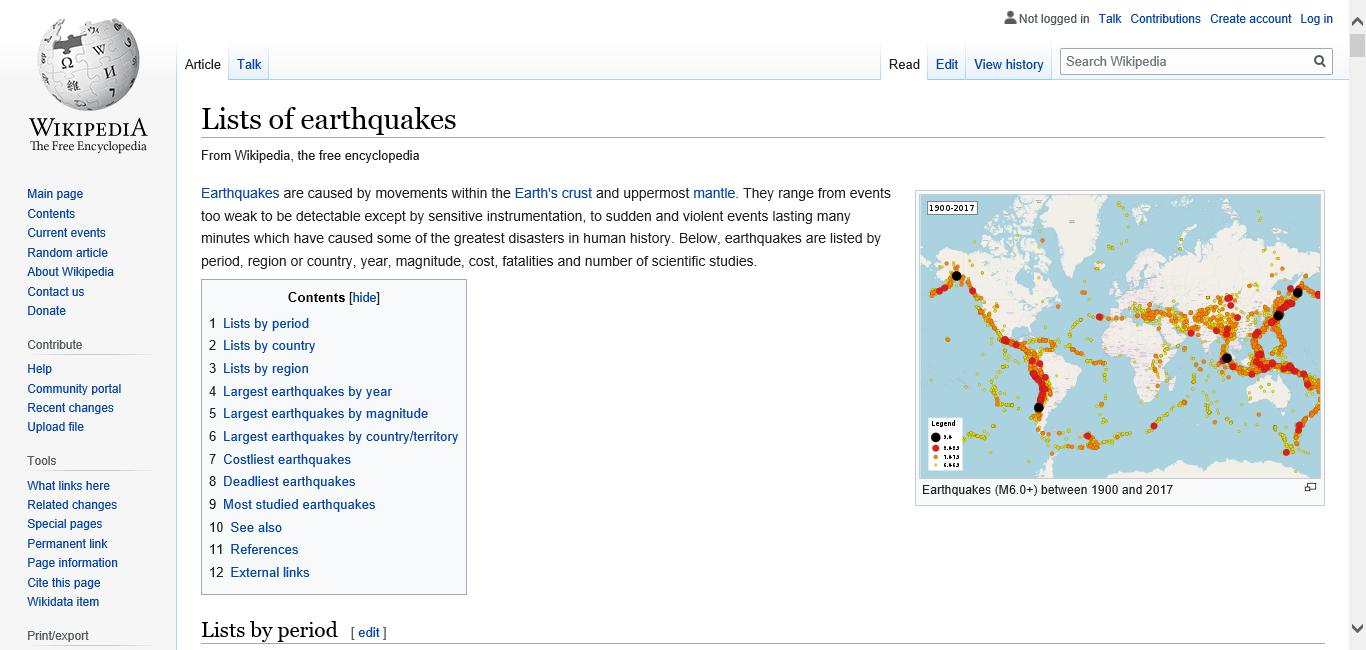 Not logged in Talk Contributions Create account Log in
Article Talk Read Edit View history Search Wikipedia
WIKIPEDIA
The Free Encyclopedia
Main page
Contents
Current events
Random article
About Wikipedia
Contact us
Donate
Contribute
Help
Community portal
Recent changes
Upload file
Tools
What links here
Related changes
Special pages
Permanent link
Page information
Cite this page
Wikidata item
Print/export
Lists of earthquakes
From Wikipedia, the free encyclopedia
Earthquakes are caused by movements within the Earth's crust and uppermost mantle. They range from events
too weak to be detectable except by sensitive instrumentation, to sudden and violent events lasting many
minutes which have caused some of the greatest disasters in human history. Below, earthquakes are listed by
period, region or country, year, magnitude, cost, fatalities and number of scientific studies.
Contents [hide]
1 Lists by period
2 Lists by country
3 Lists by region
4 Largest earthquakes by year
5 Largest earthquakes by magnitude
6 Largest earthquakes by country/territory
7 Costliest earthquakes
8 Deadliest earthquakes
9 Most studied earthquakes
10 See also
11 References
12 External links
1900-2017
Legend
Earthquakes (M6.0+) between 1900 and 2017
Lists by period [ edit ]